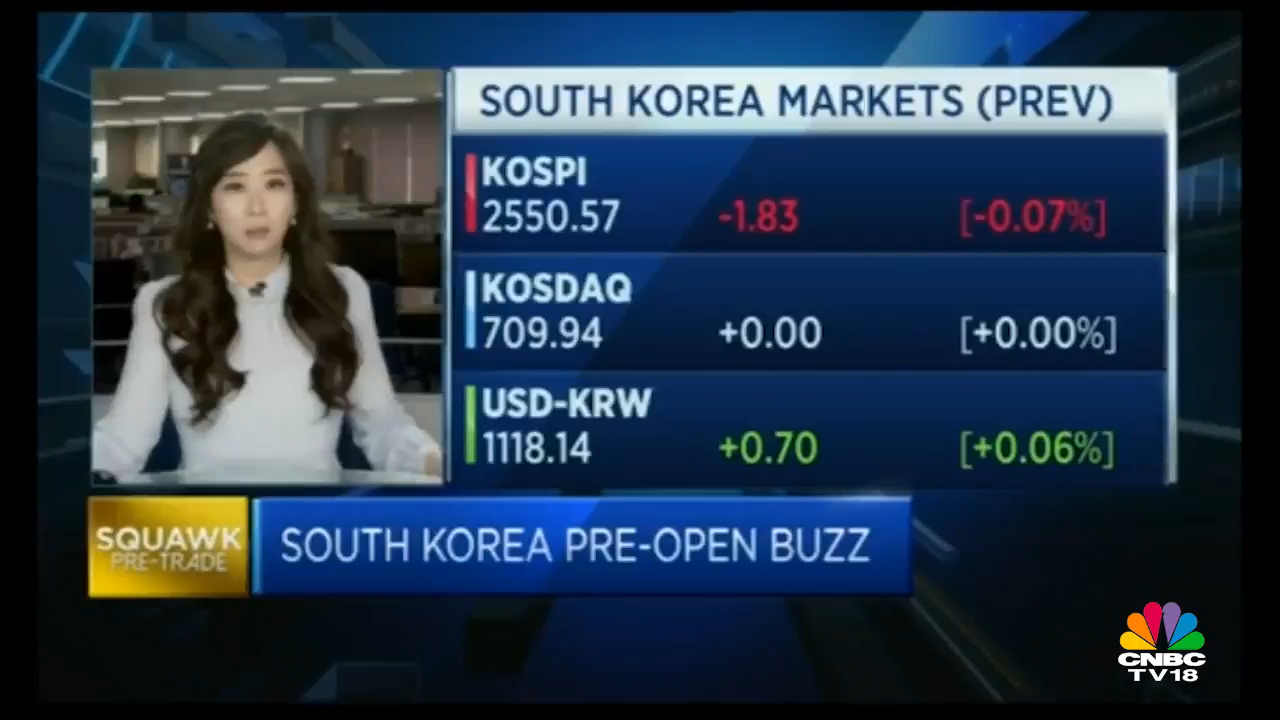 SOUTH KOREA MARKETS (PREV)
KOSPI
2550.57 -1.83 [-0.07%]
KOSDAQ
709.94 +0.00 [+0.00%]
USD-KRW
1118.14 +0.70 [+0.06%]
SQUAWK
PRE-TRADE
SOUTH KOREA PRE-OPEN BUZZ
CNBC
TV18